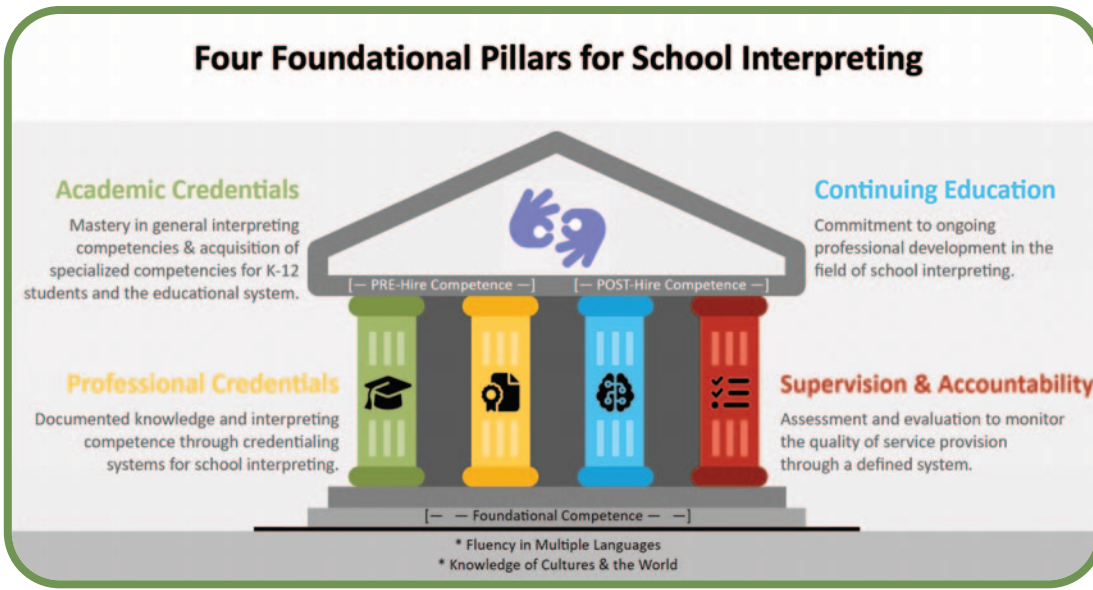 Four Foundational Pillars for School Interpreting
Academic Credentials
Mastery in general interpreting
competencies & acquisition of
specialized competencies for K-12
students and the educational system.
Professional Credentials
Documented knowledge and interpreting
competence through credentialing
systems for school interpreting.
[— PRE-Hire Competence —]
[— POST-Hire Competence —]
Continuing Education
Commitment to ongoing
professional development in the
field of school interpreting.
Supervision & Accountability
Assessment and evaluation to monitor
the quality of service provision
through a defined system.
[— — Foundational Competence — —]
* Fluency in Multiple Languages
* Knowledge of Cultures & the World